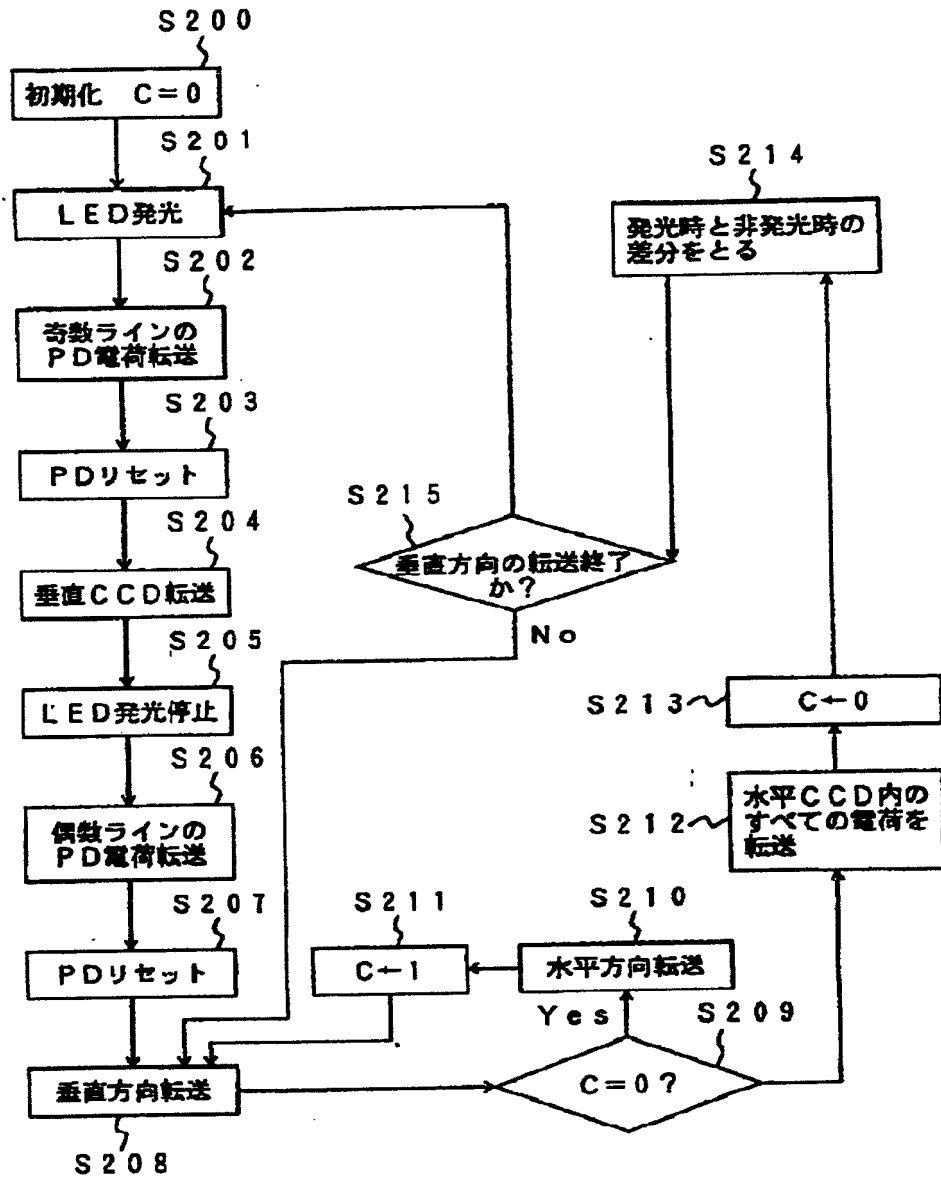 S200
初期化 C=0
S201
LED発光
S202
奇数ラインの
PD電荷転送
S203
PDリセット
S204
垂直CCD転送
S205
LED発光停止
S206
偶数ラインの
PD電荷転送
S207
PDリセット
垂直方向転送
S208
S209
C=0?
Yes
S210
水平方向転送
S211
C←1
S212
水平CCD内の
すべての電荷を
転送
S213
C←0
S214
発光時と非発光時の
差分をとる
S215
垂直方向の転送終了
か?
No